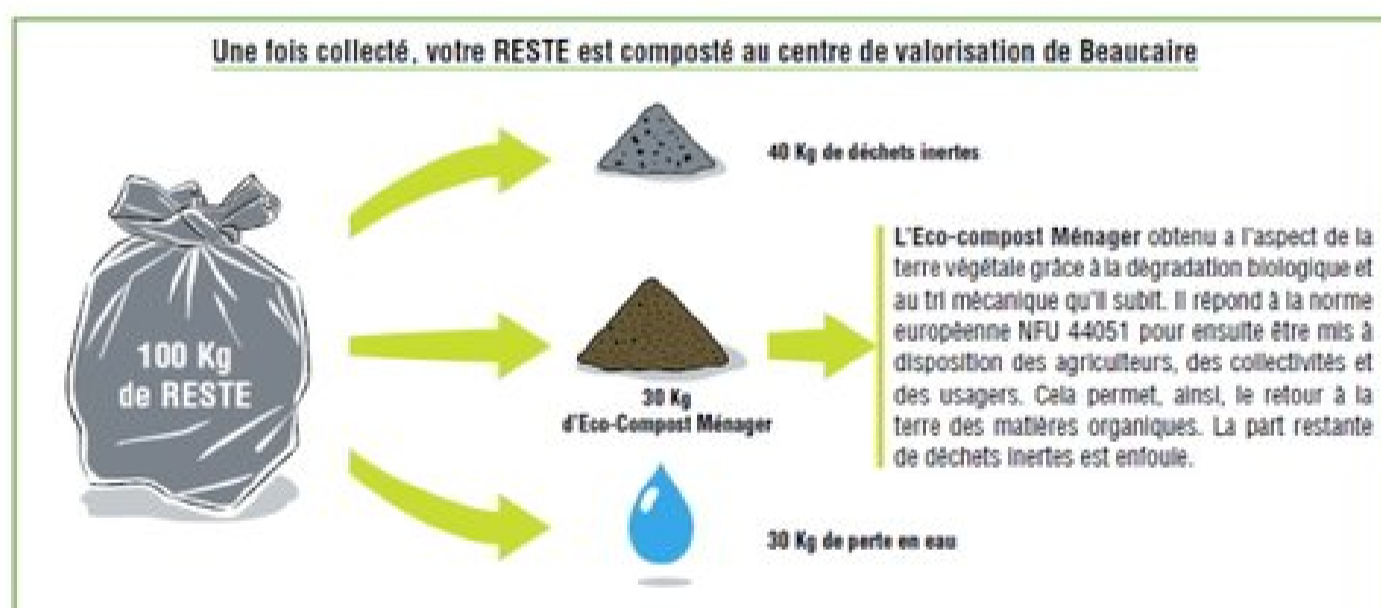 Une fois collecté, votre RESTE est composté au centre de valorisation de Beaucaire
40 Kg de déchets inertes
100 Kg
de RESTE
30 Kg
d'Eco-Compost Ménager
L'Eco-compost Ménager obtenu a l'aspect de la
terre végétale grâce à la dégradation biologique et
au tri mécanique qu'il subit. Il répond à la norme
européenne NFU 44051 pour ensuite être mis à
disposition des agriculteurs, des collectivités et
des usagers. Cela permet, ainsi, le retour à la
terre des matières organiques. La part restante
de déchets inertes est enfouie.
30 Kg de perte en eau